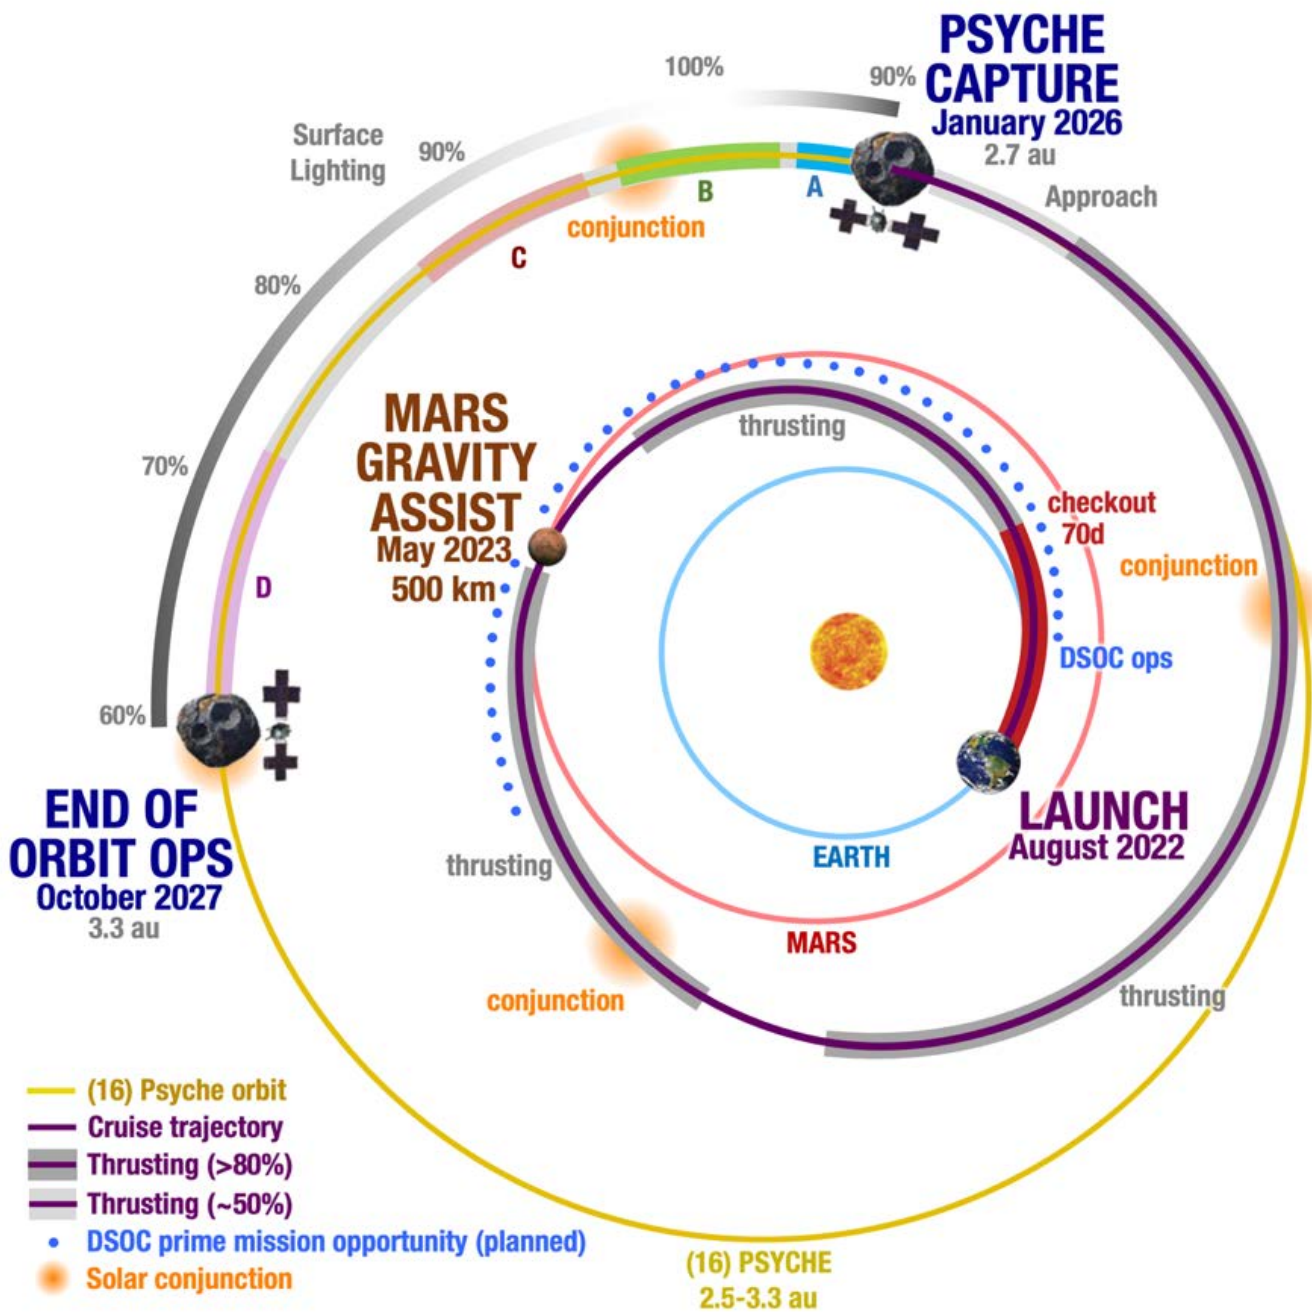 PSYCHE
CAPTURE
January 2026
2.7 au
100%
90%
Surface
Lighting
90%
Approach
A
B
conjunction
C
80%
MARS
GRAVITY
ASSIST
May 2023
500 km
thrusting
70%
checkout
70d
conjunction
D
DSOC ops
60%
END OF
ORBIT OPS
October 2027
3.3 au
LAUNCH
August 2022
EARTH
thrusting
MARS
conjunction
thrusting
(16) Psyche orbit
Cruise trajectory
Thrusting (>80%)
Thrusting (~50%)
DSOC prime mission opportunity (planned)
Solar conjunction
(16) PSYCHE
2.5-3.3 au